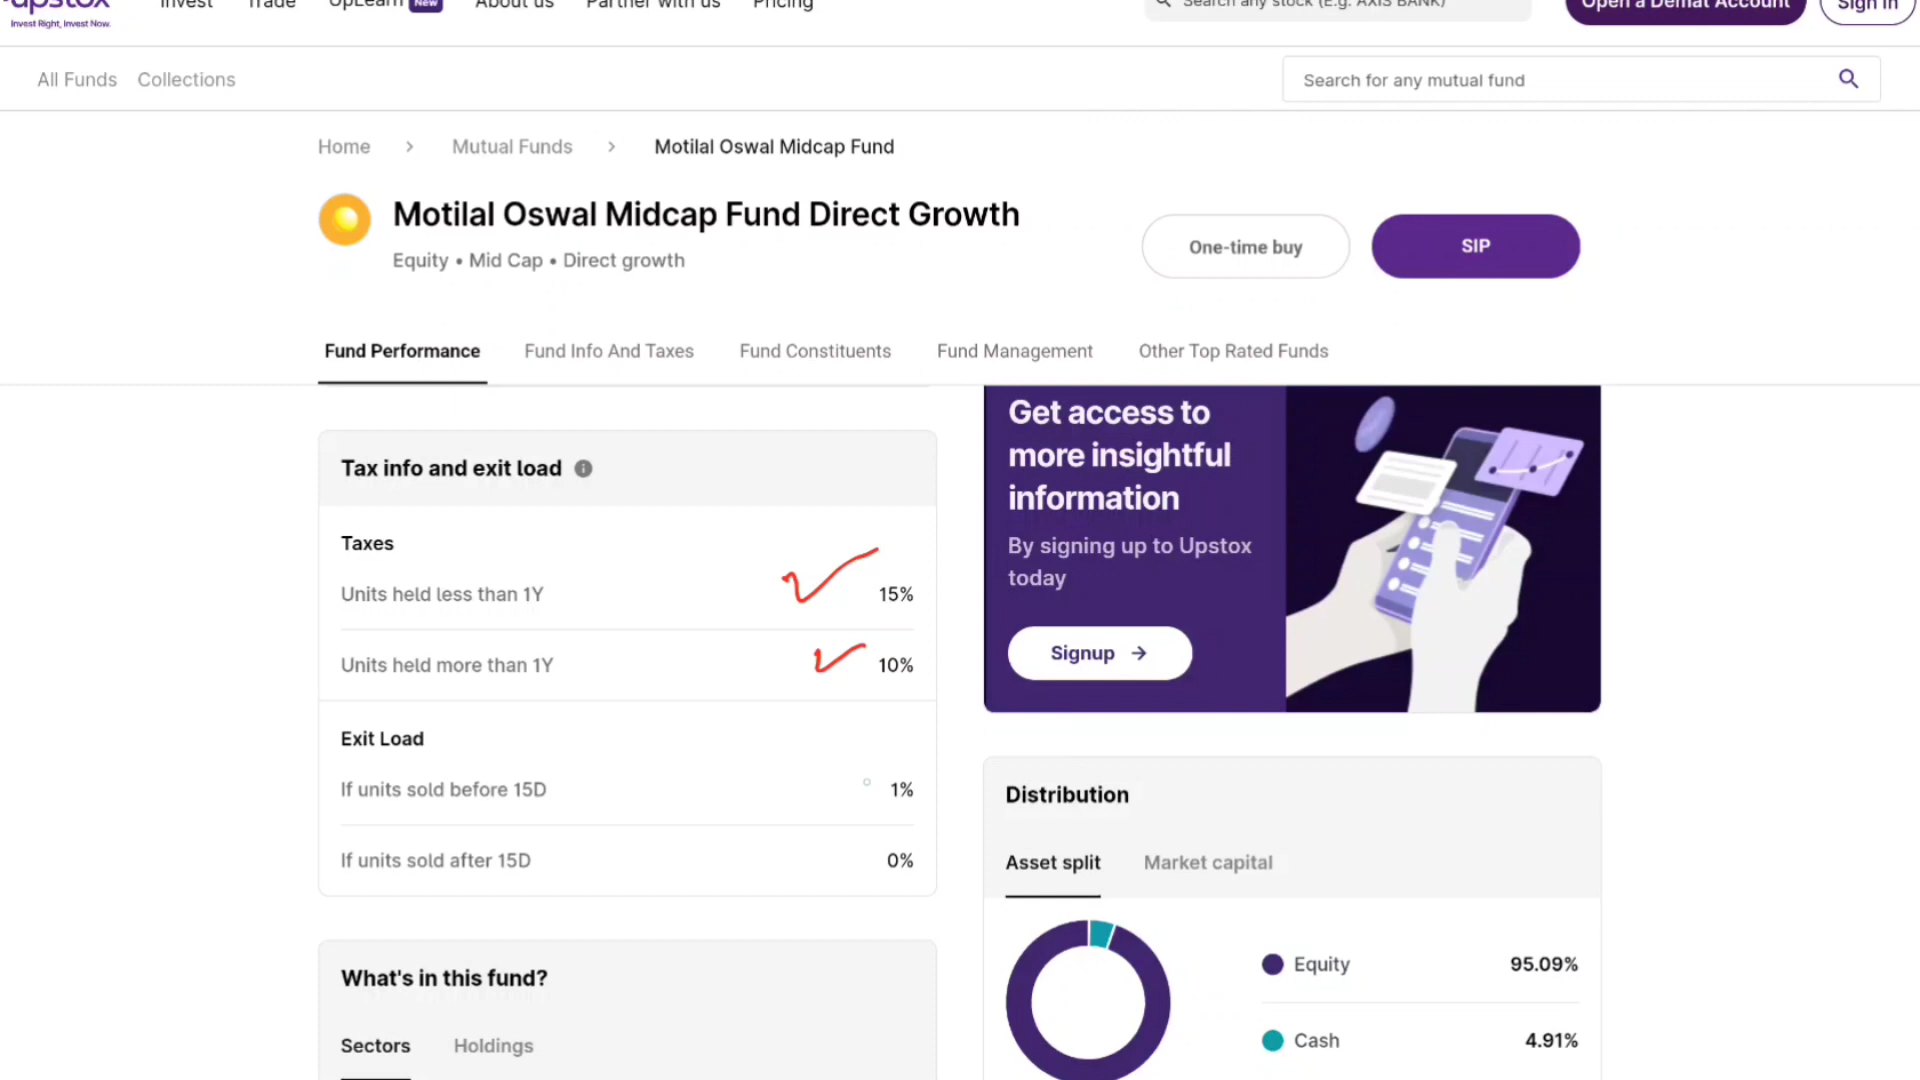 upstox
Invest Right, Invest Now.
Invest Trade UpLearn New About us Partner with us Pricing
Search any stock (E.g. AXIS BANK)
Open a Demat Account
Sign In
All Funds Collections
Search for any mutual fund
Home > Mutual Funds > Motilal Oswal Midcap Fund
Motilal Oswal Midcap Fund Direct Growth
Equity • Mid Cap • Direct growth
One-time buy
SIP
Fund Performance Fund Info And Taxes Fund Constituents Fund Management Other Top Rated Funds
Tax info and exit load
Taxes
Units held less than 1Y 15%
Units held more than 1Y 10%
Exit Load
If units sold before 15D 1%
If units sold after 15D 0%
What's in this fund?
Sectors Holdings
Get access to
more insightful
information
By signing up to Upstox
today
Signup →
Distribution
Asset split Market capital
Equity 95.09%
Cash 4.91%